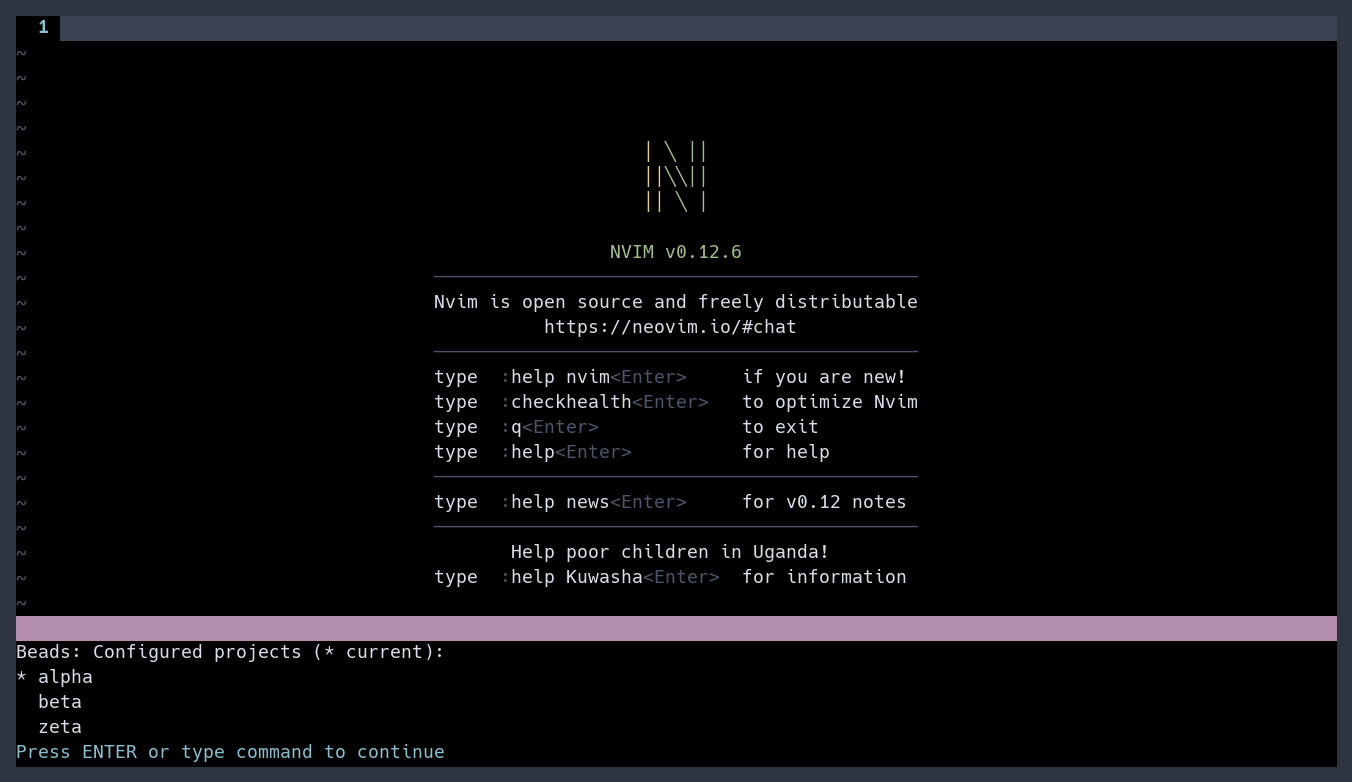 1
~
~
~
~
~ | \ ||
~ ||\\||
~ || \ |
~
~ NVIM v0.12.6
~ ────────────────────────────────────────────
~ Nvim is open source and freely distributable
~ https://neovim.io/#chat
~ ────────────────────────────────────────────
~ type :help nvim<Enter> if you are new!
~ type :checkhealth<Enter> to optimize Nvim
~ type :q<Enter> to exit
~ type :help<Enter> for help
~ ────────────────────────────────────────────
~ type :help news<Enter> for v0.12 notes
~ ────────────────────────────────────────────
~ Help poor children in Uganda!
~ type :help Kuwasha<Enter> for information
~
Beads: Configured projects (* current):
* alpha
beta
zeta
Press ENTER or type command to continue